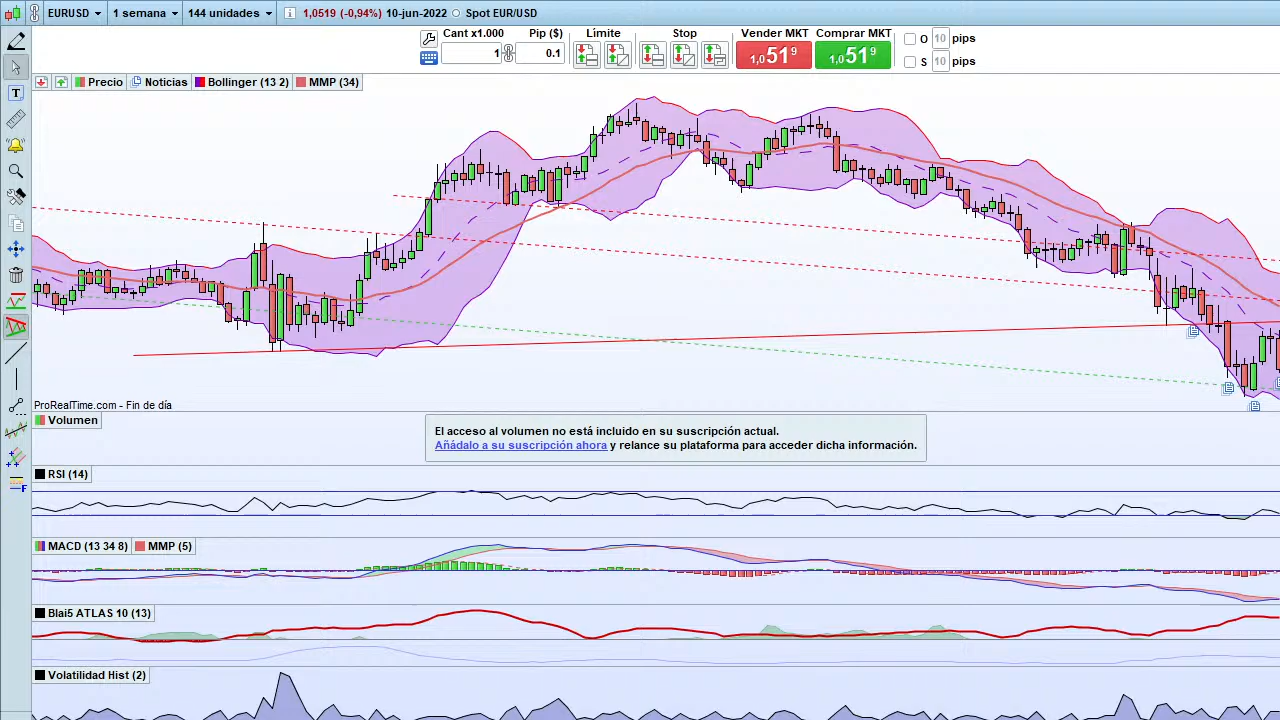 EURUSD 1 semana 144 unidades 1,0519 (-0,94%) 10-jun-2022 Spot EUR/USD
Cant x1.000 Pip ($) Límite Stop Vender MKT Comprar MKT
1 0.1 1,0519 1,0519
O 10 pips
S 10 pips
Precio Noticias Bollinger (13 2) MMP (34)
ProRealTime.com - Fin de día
Volumen
El acceso al volumen no está incluido en su suscripción actual.
Añádalo a su suscripción ahora y relance su plataforma para acceder dicha información.
RSI (14)
MACD (13 34 8) MMP (5)
Blai5 ATLAS 10 (13)
Volatilidad Hist (2)